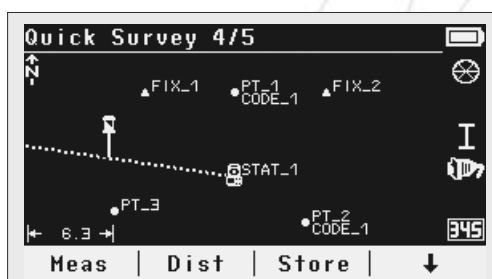 Quick Survey 4/5
N
FIX_1
PT_1
CODE_1
FIX_2
STAT_1
PT_3
PT_2
CODE_1
6.3
345
Meas | Dist | Store | ↓